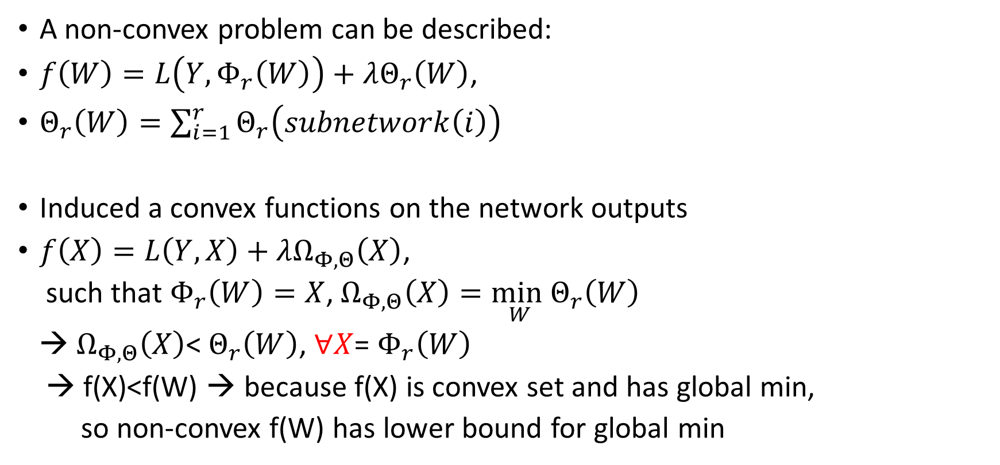 • A non-convex problem can be described:
• f(W) = L(Y, Φ_r(W)) + λΘ_r(W),
• Θ_r(W) = ∑_{i=1}^{r} Θ_r(subnetwork(i))
• Induced a convex functions on the network outputs
• f(X) = L(Y, X) + λΩ_{Φ,Θ}(X),
such that Φ_r(W) = X, Ω_{Φ,Θ}(X) = min_W Θ_r(W)
→ Ω_{Φ,Θ}(X)< Θ_r(W), ∀X= Φ_r(W)
→ f(X)<f(W) → because f(X) is convex set and has global min,
so non-convex f(W) has lower bound for global min